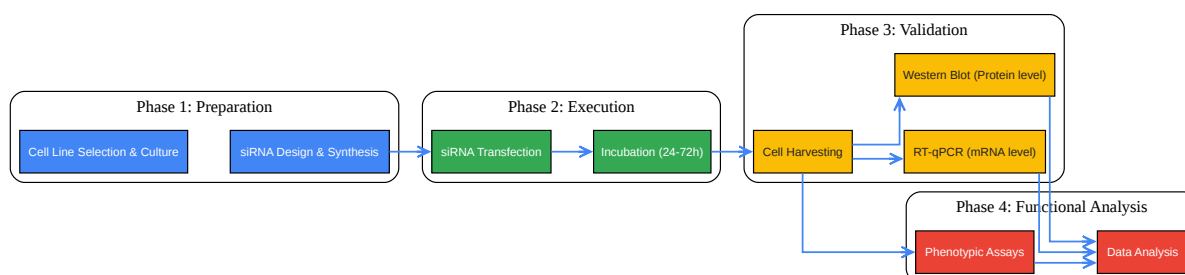 Phase 1: Preparation
Cell Line Selection & Culture
siRNA Design & Synthesis
Phase 2: Execution
siRNA Transfection
Incubation (24-72h)
Phase 3: Validation
Western Blot (Protein level)
Cell Harvesting
RT-qPCR (mRNA level)
Phase 4: Functional Analysis
Phenotypic Assays
Data Analysis